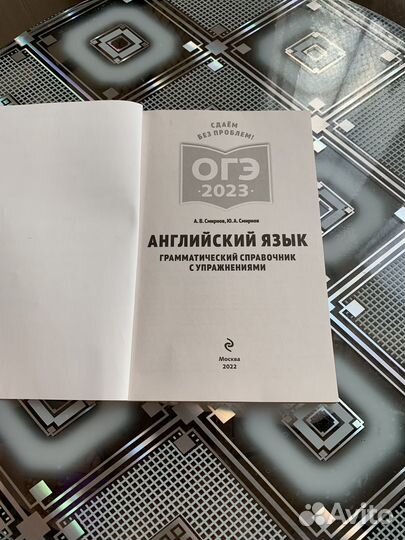 СДАЁМ
БЕЗ ПРОБЛЕМ!
ОГЭ
•2023•
А. В. Смирнов, Ю. А. Смирнов
АНГЛИЙСКИЙ ЯЗЫК
ГРАММАТИЧЕСКИЙ СПРАВОЧНИК
С УПРАЖНЕНИЯМИ
Москва
2022
Avito